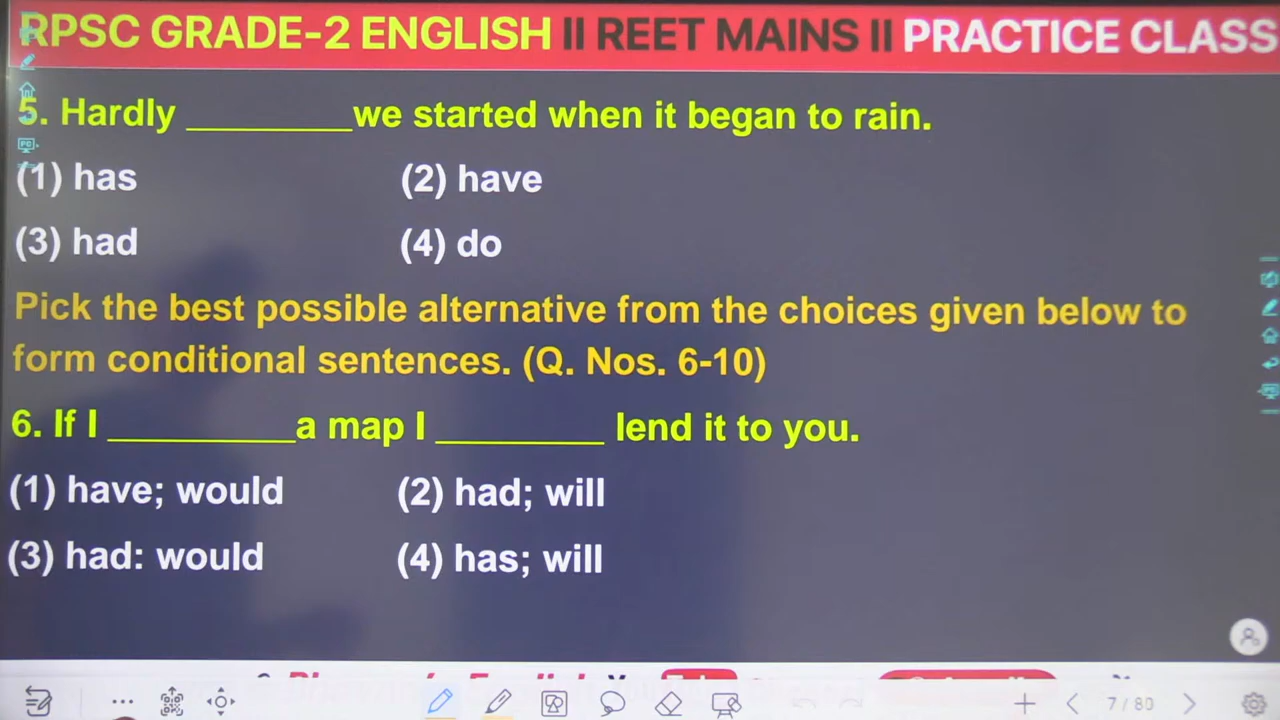 RPSC GRADE-2 ENGLISH II REET MAINS II PRACTICE CLASS
5. Hardly ________ we started when it began to rain.
(1) has (2) have
(3) had (4) do
Pick the best possible alternative from the choices given below to
form conditional sentences. (Q. Nos. 6-10)
6. If I _________ a map I ________ lend it to you.
(1) have; would (2) had; will
(3) had: would (4) has; will
7 / 80